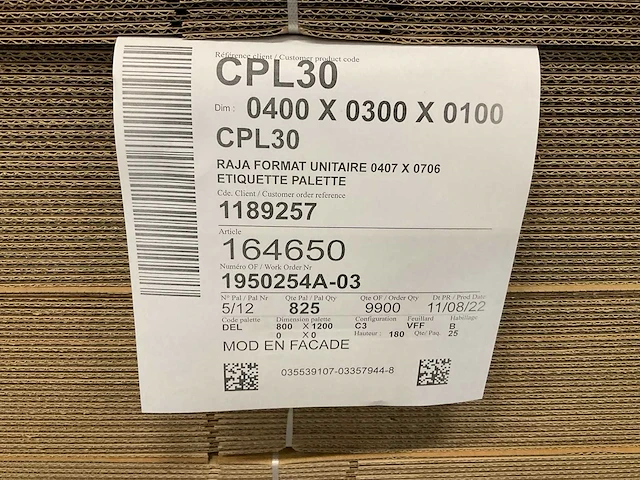 Référence client / Customer product code
CPL30
Dim : 0400 X 0300 X 0100
CPL30
RAJA FORMAT UNITAIRE 0407 X 0706
ETIQUETTE PALETTE
Cde. Client / Customer order reference
1189257
Article
164650
Numéro OF / Work Order Nr
1950254A-03
N° Pal / Pal Nr Qte Pal / Pal Qty Qte OF / Order Qty Dt PR / Prod Date
5/12 825 9900 11/08/22
Code palette Dimension palette Configuration Feuillard Habillage
DEL 800 X 1200 C3 VFF B
0 X 0 Hauteur : 180 Qte/Paq. 25
MOD EN FACADE
035539107-03357944-8